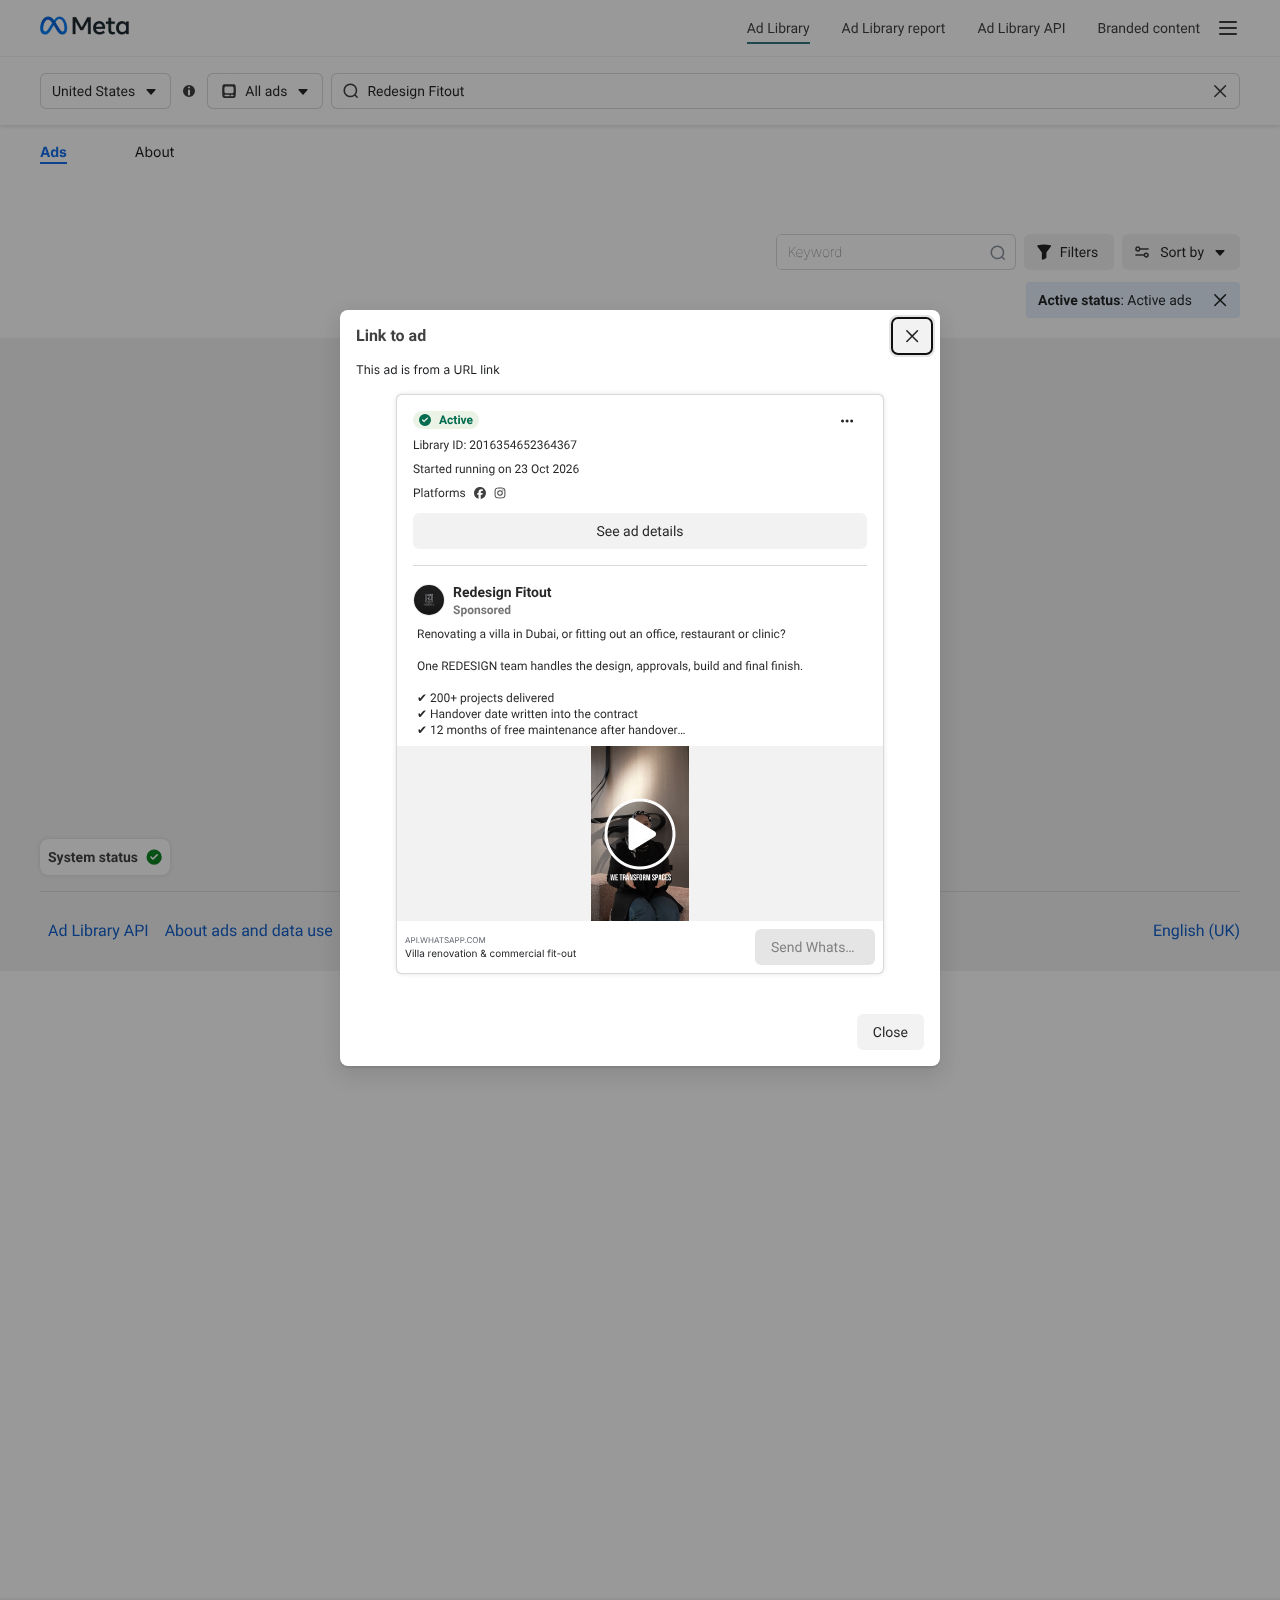 Meta
Ad Library
Ad Library report
Ad Library API
Branded content
United States
All ads
Redesign Fitout
Ads
About
Keyword
Filters
Sort by
Active status: Active ads
Link to ad
This ad is from a URL link
Active
Library ID: 2016354652364367
Started running on 23 Oct 2026
Platforms
See ad details
Redesign Fitout
Sponsored
Renovating a villa in Dubai, or fitting out an office, restaurant or clinic?
One REDESIGN team handles the design, approvals, build and final finish.
✔ 200+ projects delivered
✔ Handover date written into the contract
✔ 12 months of free maintenance after handover...
WE TRANSFORM SPACES
API.WHATSAPP.COM
Villa renovation & commercial fit-out
Send Whats...
System status
Ad Library API
About ads and data use
English (UK)
Close